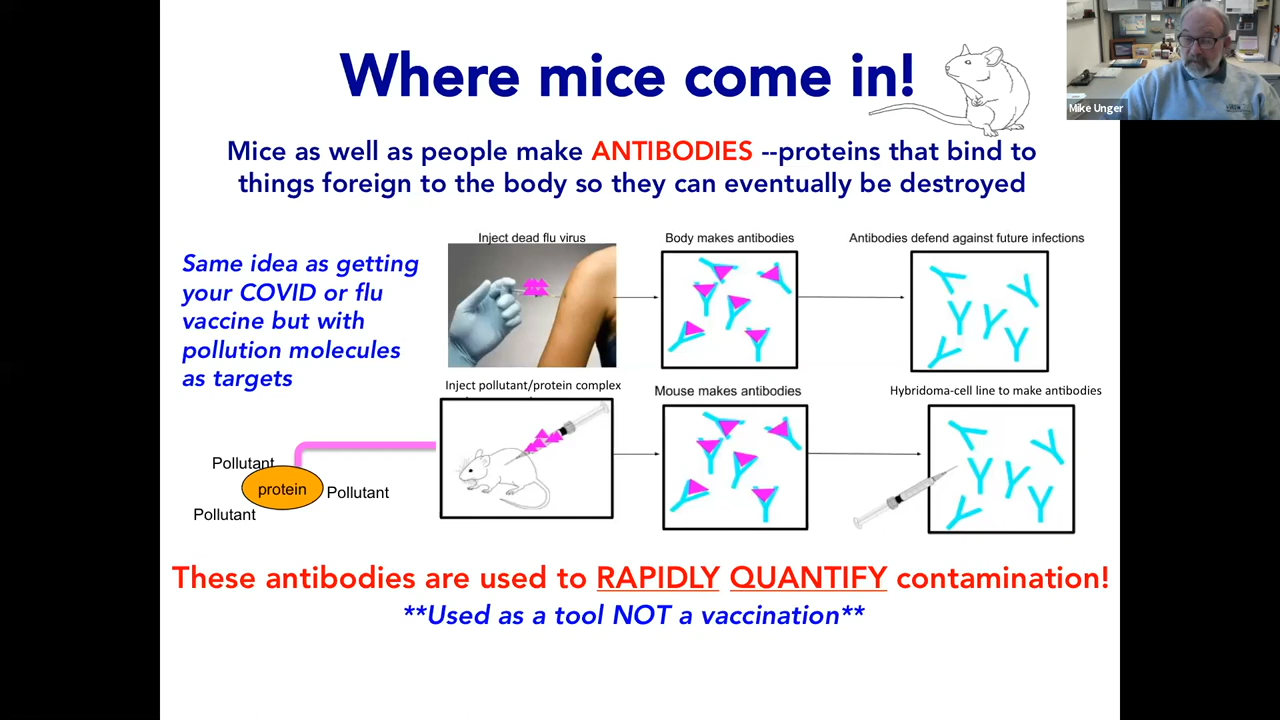 Where mice come in!
Mike Unger
Mice as well as people make ANTIBODIES --proteins that bind to
things foreign to the body so they can eventually be destroyed
Same idea as getting
your COVID or flu
vaccine but with
pollution molecules
as targets
Inject dead flu virus
Body makes antibodies
Antibodies defend against future infections
Inject pollutant/protein complex
Mouse makes antibodies
Hybridoma-cell line to make antibodies
Pollutant
protein
Pollutant
Pollutant
These antibodies are used to RAPIDLY QUANTIFY contamination!
**Used as a tool NOT a vaccination**